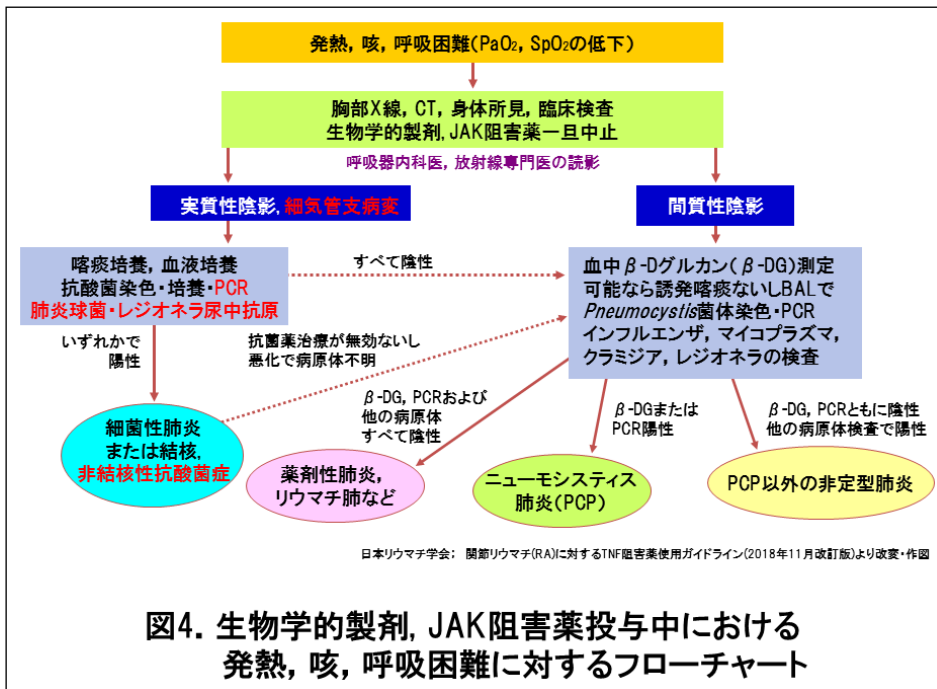 発熱, 咳, 呼吸困難(PaO₂, SpO₂の低下)
胸部X線, CT, 身体所見, 臨床検査
生物学的製剤, JAK阻害薬一旦中止
呼吸器内科医, 放射線専門医の読影
実質性陰影, 細気管支病変
間質性陰影
喀痰培養, 血液培養
抗酸菌染色・培養・PCR
肺炎球菌・レジオネラ尿中抗原
すべて陰性
血中β-Dグルカン(β-DG)測定
可能なら誘発喀痰ないしBALで
Pneumocystis菌体染色・PCR
インフルエンザ, マイコプラズマ,
クラミジア, レジオネラの検査
いずれかで
陽性
抗菌薬治療が無効ないし
悪化で病原体不明
β-DG, PCRおよび
他の病原体
すべて陰性
β-DGまたは
PCR陽性
β-DG, PCRともに陰性
他の病原体検査で陽性
細菌性肺炎
または結核,
非結核性抗酸菌症
薬剤性肺炎,
リウマチ肺など
ニューモシスティス
肺炎(PCP)
PCP以外の非定型肺炎
日本リウマチ学会: 関節リウマチ(RA)に対するTNF阻害薬使用ガイドライン(2018年11月改訂版)より改変・作図
図4. 生物学的製剤, JAK阻害薬投与中における
発熱, 咳, 呼吸困難に対するフローチャート